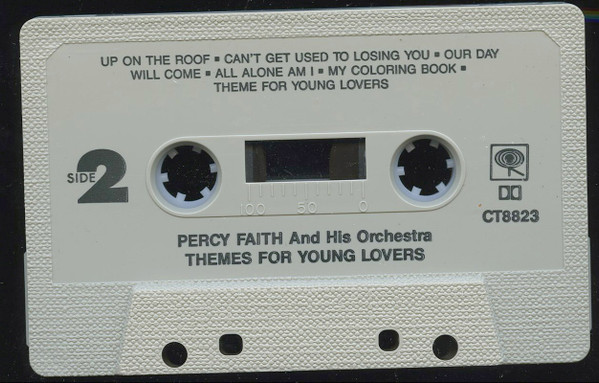 UP ON THE ROOF ▪ CAN'T GET USED TO LOSING YOU ▪ OUR DAY
WILL COME ▪ ALL ALONE AM I ▪ MY COLORING BOOK ▪
THEME FOR YOUNG LOVERS
SIDE 2
100 50 0
CT8823
PERCY FAITH And His Orchestra
THEMES FOR YOUNG LOVERS